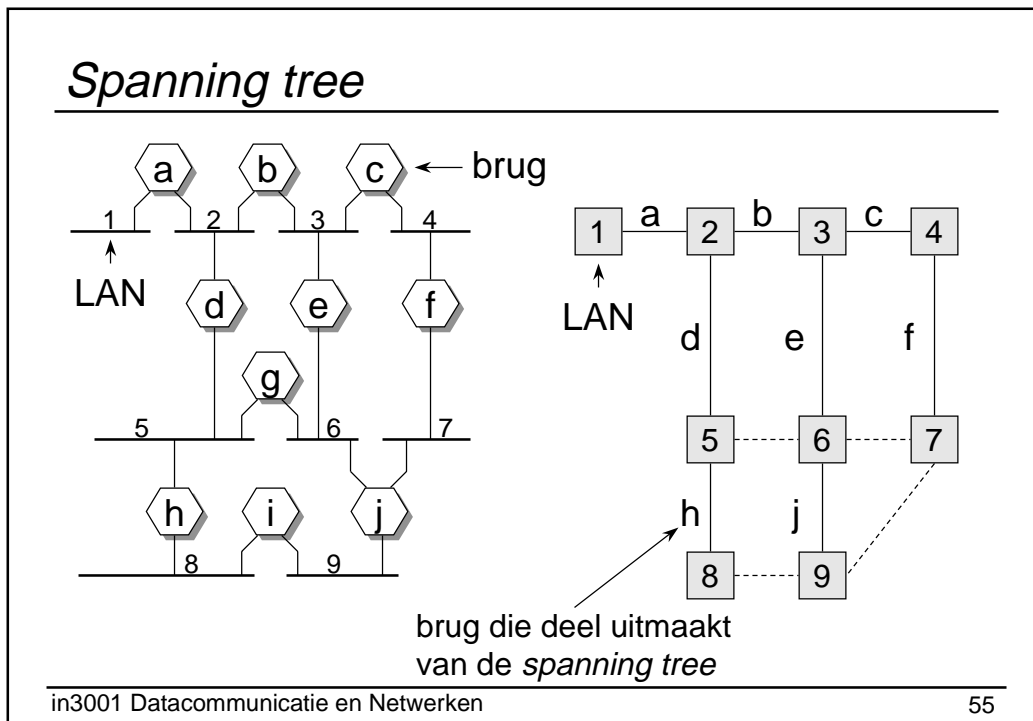 Spanning tree
a b c brug
1 2 3 4
LAN
d e f
g
5 6 7
h i j
8 9
a b c
1 2 3 4
LAN
d e f
5 6 7
h j
8 9
brug die deel uitmaakt
van de spanning tree
in3001 Datacommunicatie en Netwerken 55